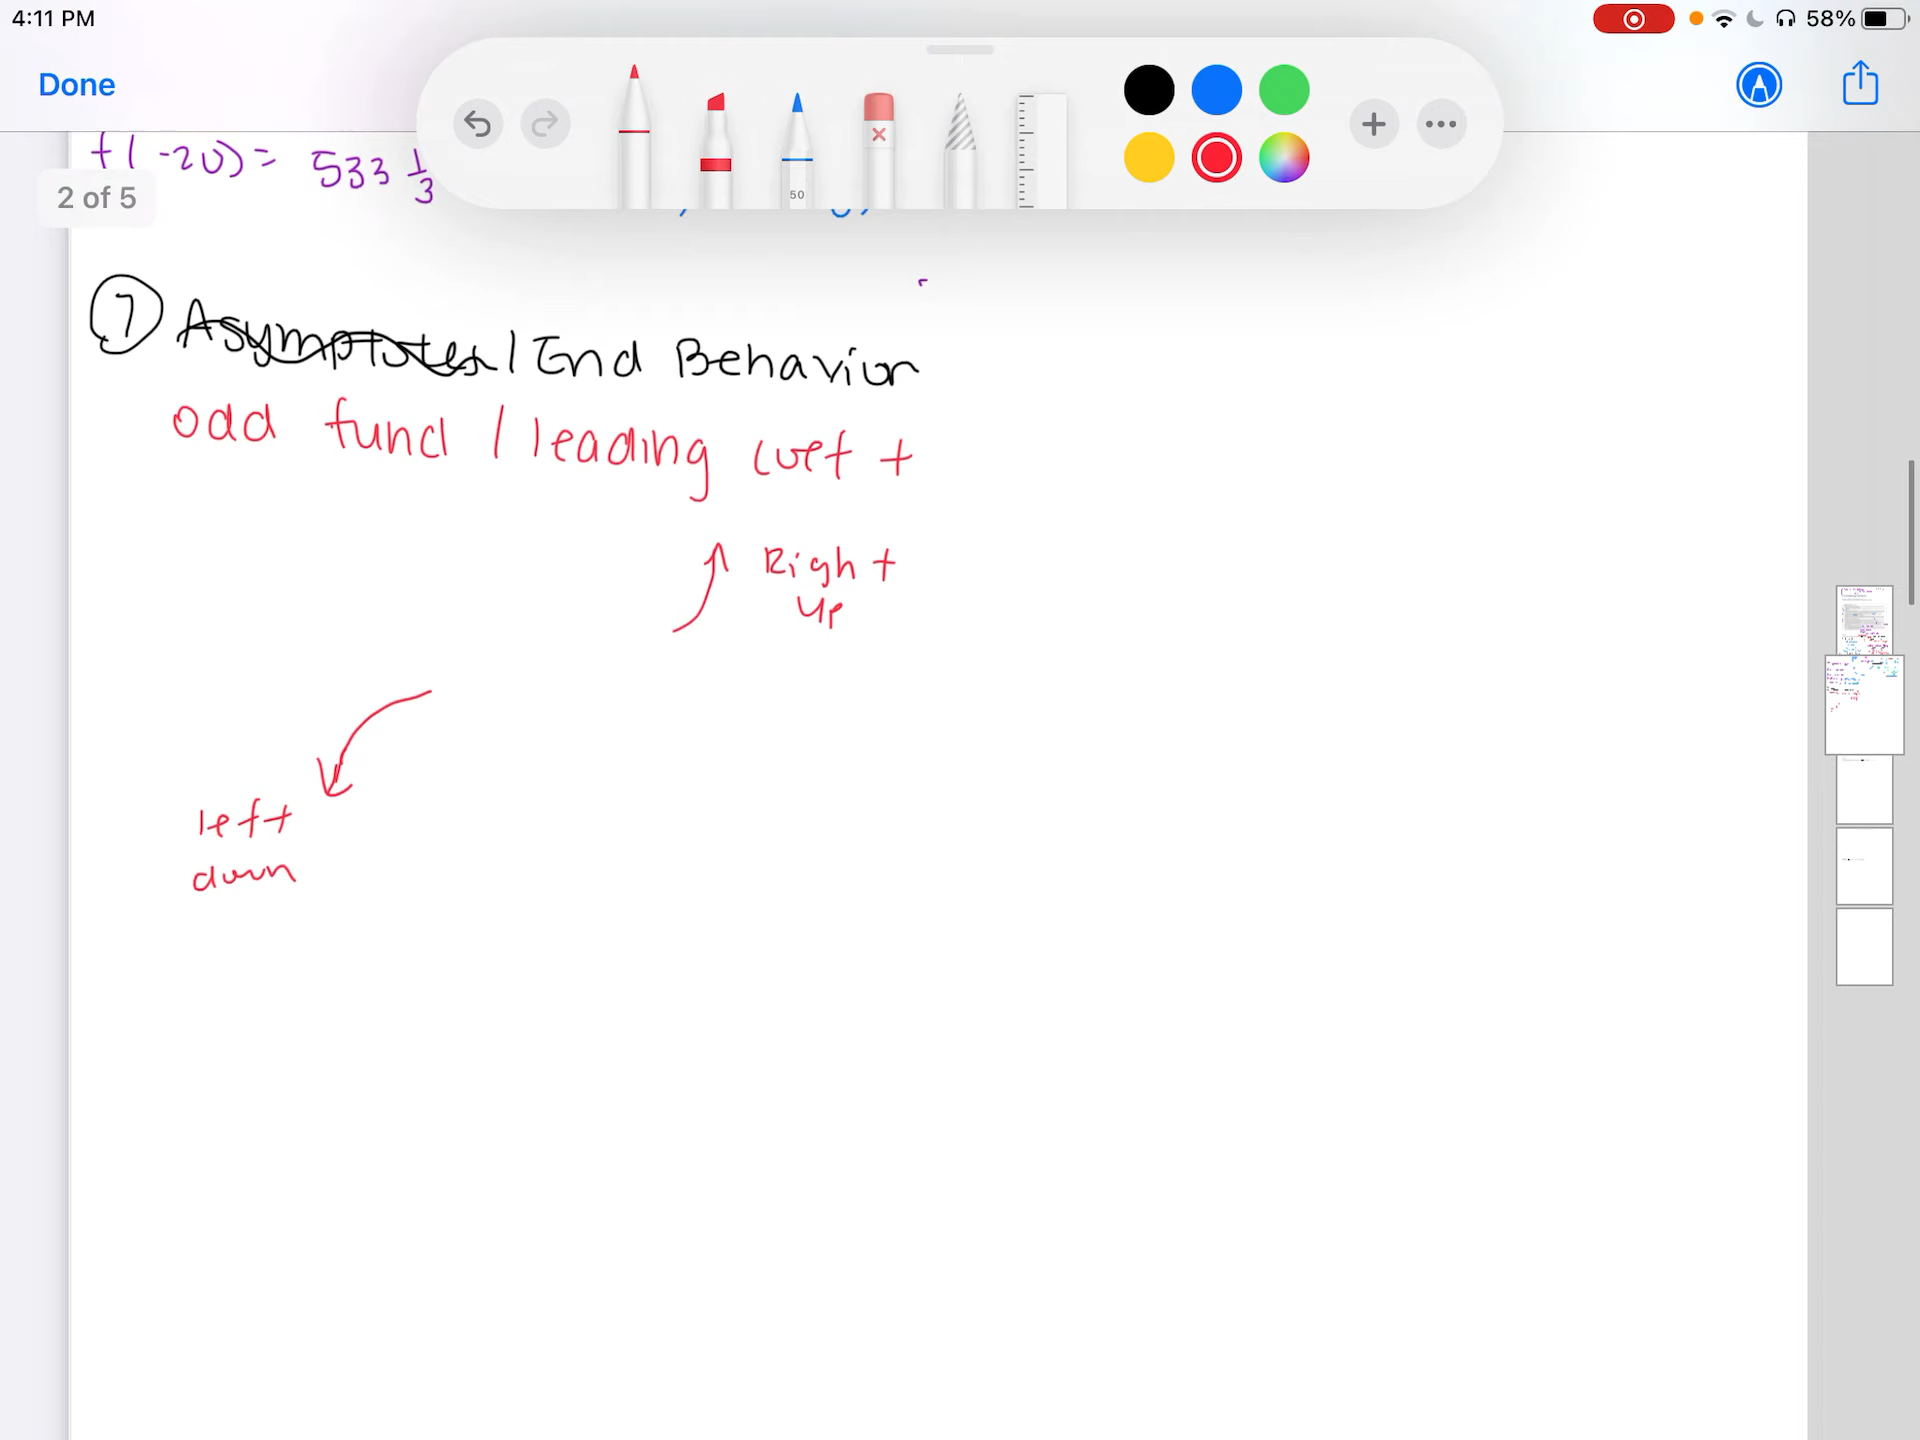 4:11 PM
58%
Done
50
f(-20) = 533 1/3
2 of 5
7 Asymptotes / End Behavior
odd funct / leading coef +
Right
up
left
down